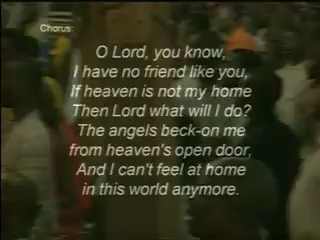 Chorus:
O Lord, you know,
I have no friend like you,
If heaven is not my home
Then Lord what will I do?
The angels beck-on me
from heaven's open door,
And I can't feel at home
in this world anymore.